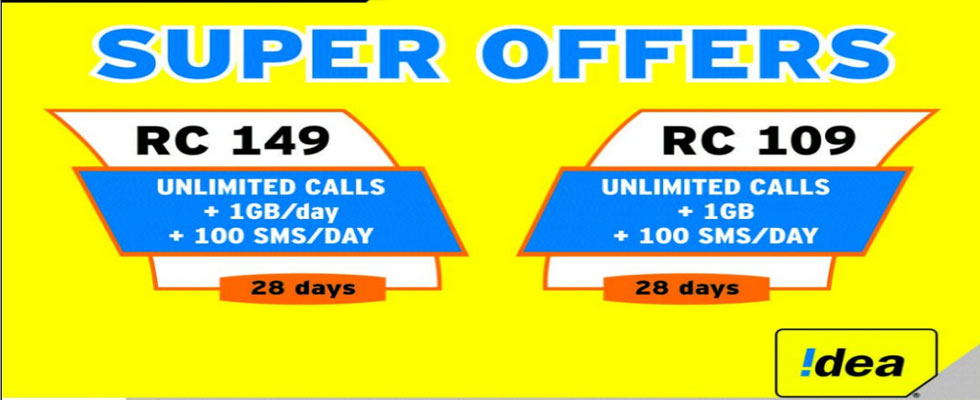 SUPER OFFERS
RC 149
UNLIMITED CALLS
+ 1GB/day
+ 100 SMS/DAY
28 days
RC 109
UNLIMITED CALLS
+ 1GB
+ 100 SMS/DAY
28 days
!dea
®